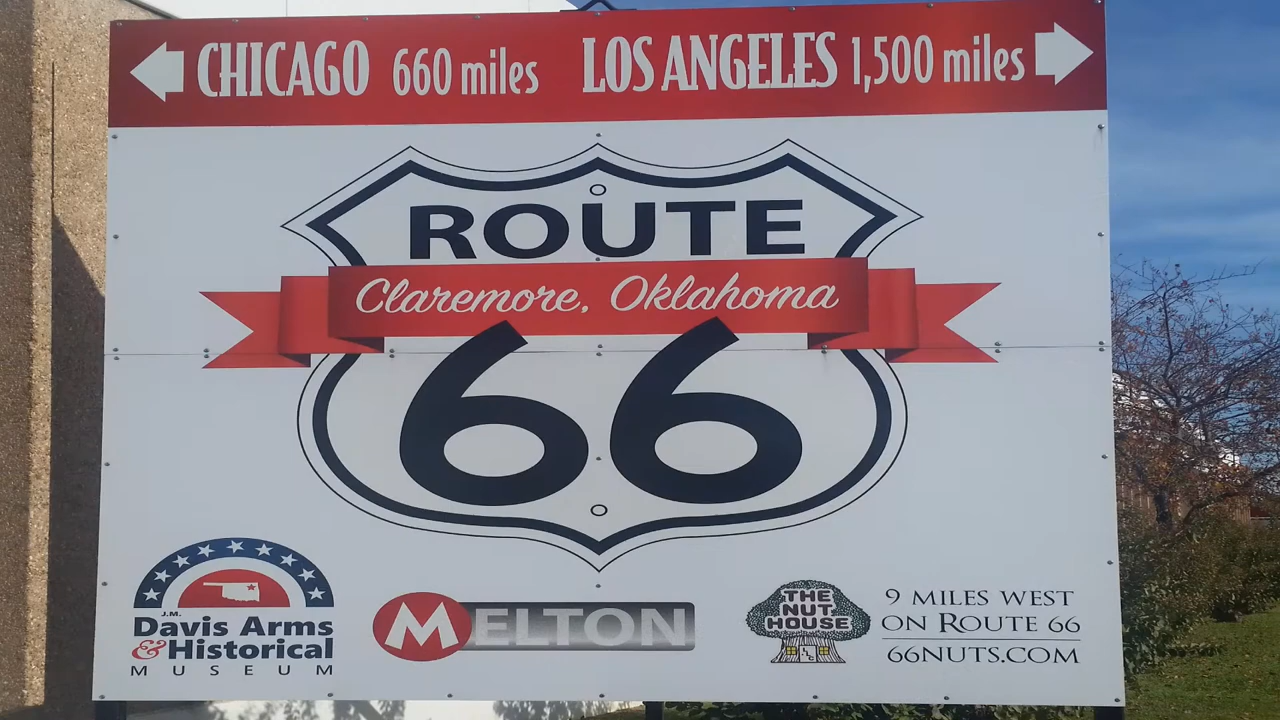 CHICAGO 660 miles LOS ANGELES 1,500 miles
ROUTE
Claremore, Oklahoma
66
J.M.
Davis Arms
& Historical
MUSEUM
MELTON
THE
NUT
HOUSE
9 MILES WEST
ON ROUTE 66
66NUTS.COM